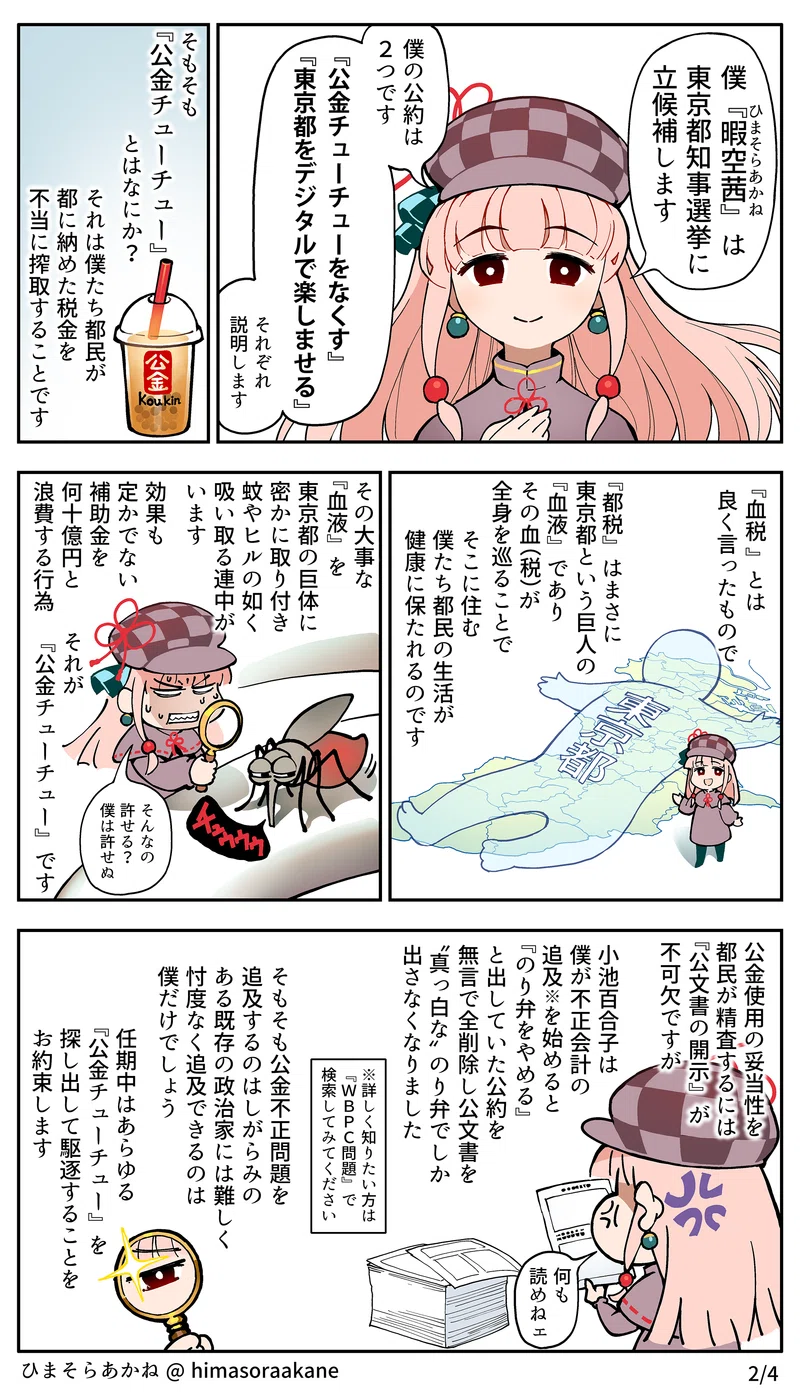 僕『暇空茜』は
ひまそらあかね
東京都知事選挙に
立候補します
僕の公約は
2つです
『公金チューチューをなくす』
『東京都をデジタルで楽しませる』
それぞれ
説明します
そもそも
『公金チューチュー』
とはなにか?
それは僕たち都民が
都に納めた税金を
不当に搾取することです
公金
Koukin
『血税』とは
良く言ったもので
『都税』はまさに
東京都という巨人の
『血液』であり
その血(税)が
全身を巡ることで
そこに住む
僕たち都民の生活が
健康に保たれるのです
東京都
その大事な
『血液』を
東京都の巨体に
密かに取り付き
蚊やヒルの如く
吸い取る連中が
います
効果も
定かでない
補助金を
何十億円と
浪費する行為
それが
『公金チューチュー』です
そんなの
許せる?
僕は許せぬ
チュウウウ
公金使用の妥当性を
都民が精査するには
『公文書の開示』が
不可欠ですが
小池百合子は
僕が不正会計の
追及※を始めると
『のり弁をやめる』
と出していた公約を
無言で全削除し公文書を
〝真っ白な〟のり弁でしか
出さなくなりました
何も
読めねェ
※詳しく知りたい方は
『WBPC問題』で
検索してみてください
そもそも公金不正問題を
追及するのはしがらみの
ある既存の政治家には難しく
忖度なく追及できるのは
僕だけでしょう
任期中はあらゆる
『公金チューチュー』を
探し出して駆逐することを
お約束します
ひまそらあかね @ himasoraakane
2/4